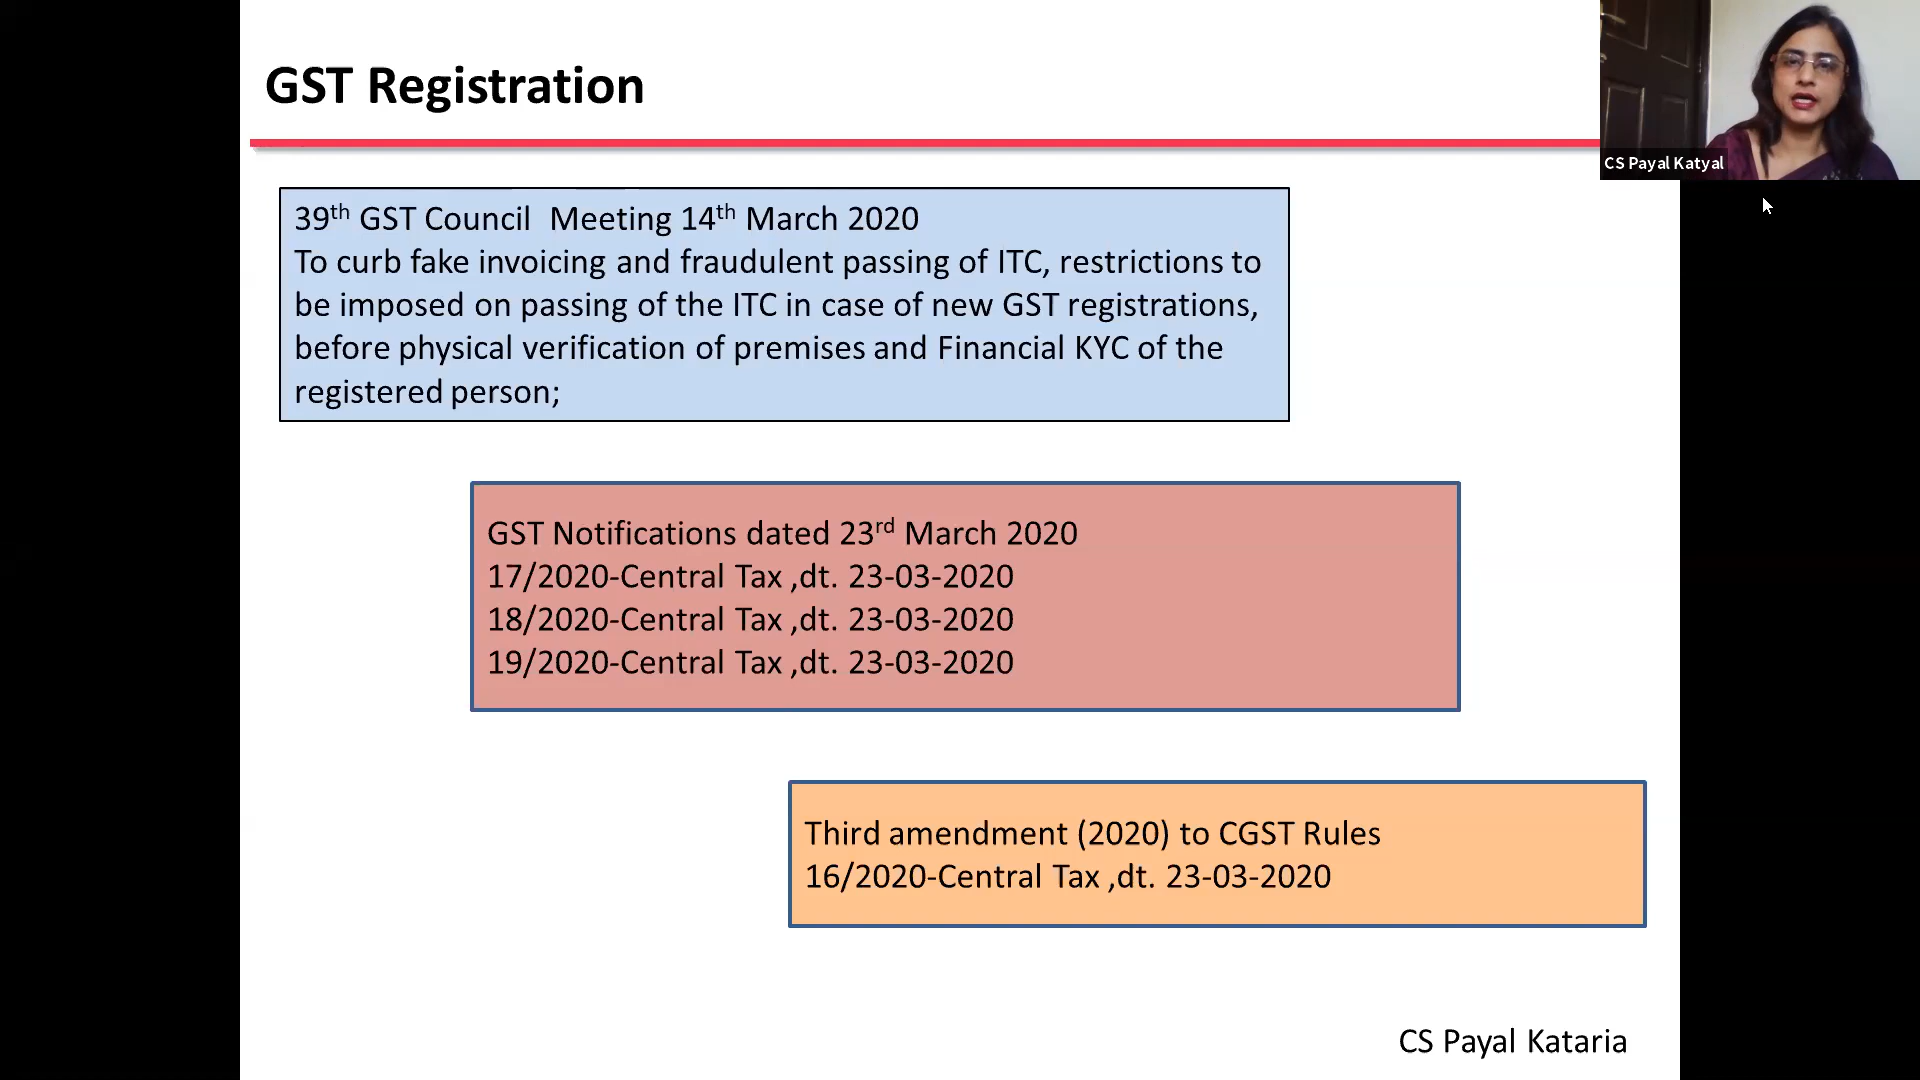 GST Registration
CS Payal Katyal
39th GST Council  Meeting 14th March 2020
To curb fake invoicing and fraudulent passing of ITC, restrictions to
be imposed on passing of the ITC in case of new GST registrations,
before physical verification of premises and Financial KYC of the
registered person;
GST Notifications dated 23rd March 2020
17/2020-Central Tax ,dt. 23-03-2020
18/2020-Central Tax ,dt. 23-03-2020
19/2020-Central Tax ,dt. 23-03-2020
Third amendment (2020) to CGST Rules
16/2020-Central Tax ,dt. 23-03-2020
CS Payal Kataria